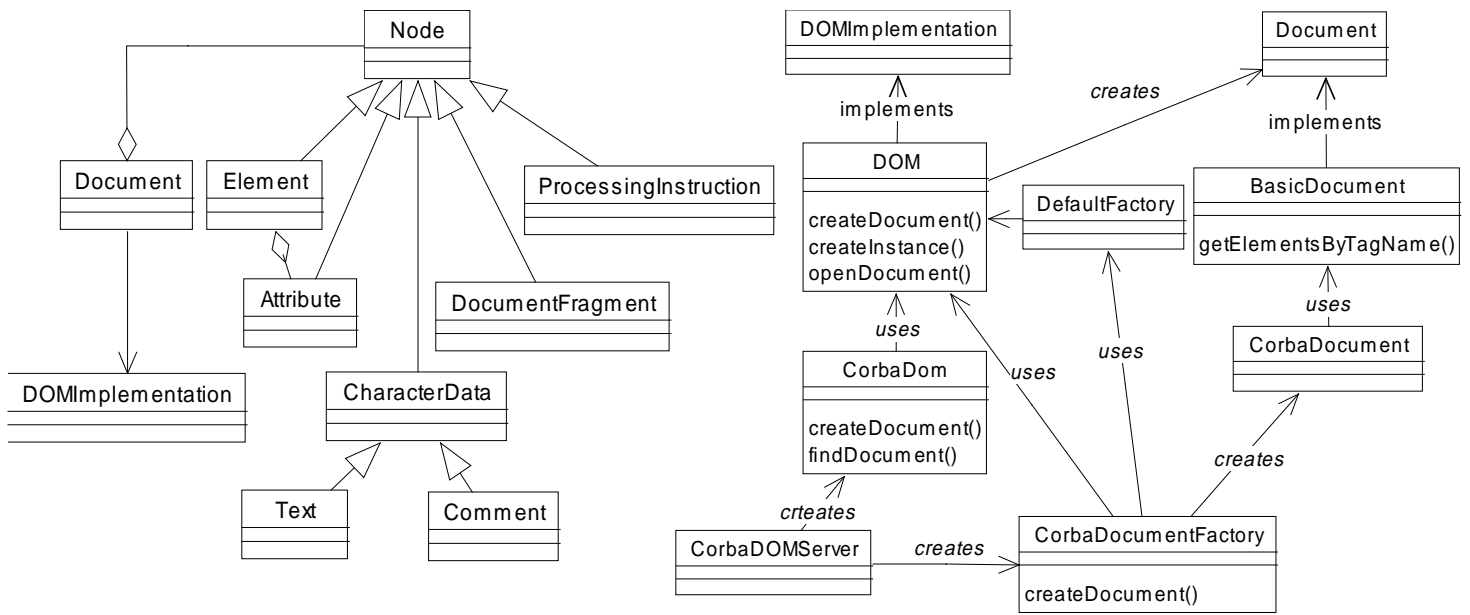 Node
Document
Element
ProcessingInstruction
Attribute
DocumentFragment
DOMImplementation
CharacterData
Text
Comment
DOMImplementation
Document
creates
implements
implements
DOM
createDocument()
createInstance()
openDocument()
DefaultFactory
BasicDocument
getElementsByTagName()
uses
uses
uses
uses
CorbaDom
createDocument()
findDocument()
CorbaDocument
creates
crteates
CorbaDOMServer
creates
CorbaDocumentFactory
createDocument()